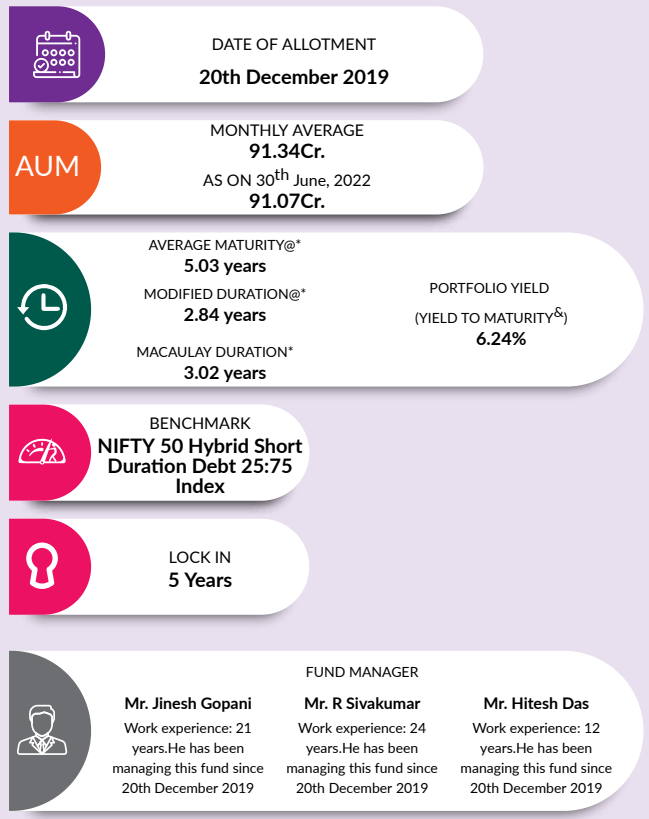 DATE OF ALLOTMENT
20th December 2019
AUM
MONTHLY AVERAGE
91.34Cr.
AS ON 30th June, 2022
91.07Cr.
AVERAGE MATURITY@*
5.03 years
MODIFIED DURATION@*
2.84 years
MACAULAY DURATION*
3.02 years
PORTFOLIO YIELD
(YIELD TO MATURITY&)
6.24%
BENCHMARK
NIFTY 50 Hybrid Short
Duration Debt 25:75
Index
LOCK IN
5 Years
FUND MANAGER
Mr. Jinesh Gopani
Work experience: 21
years.He has been
managing this fund since
20th December 2019
Mr. R Sivakumar
Work experience: 24
years.He has been
managing this fund since
20th December 2019
Mr. Hitesh Das
Work experience: 12
years.He has been
managing this fund since
20th December 2019